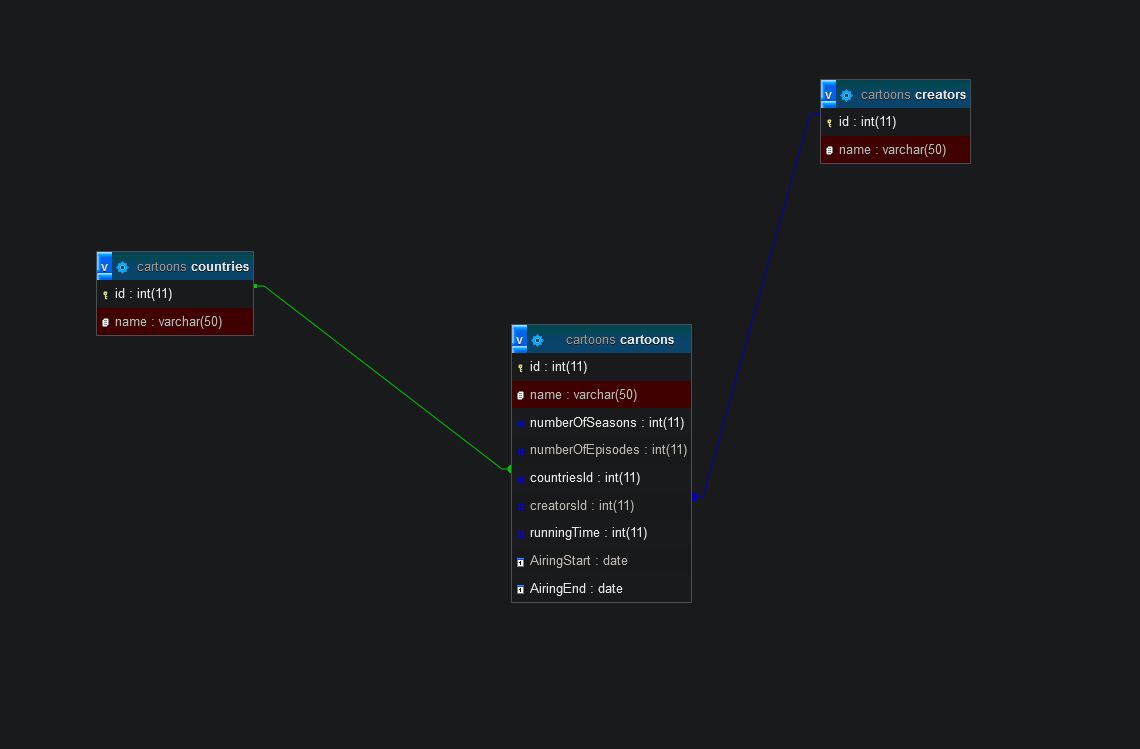 v cartoons creators
id : int(11)
name : varchar(50)
v cartoons countries
id : int(11)
name : varchar(50)
v cartoons cartoons
id : int(11)
name : varchar(50)
numberOfSeasons : int(11)
numberOfEpisodes : int(11)
countriesId : int(11)
creatorsId : int(11)
runningTime : int(11)
AiringStart : date
AiringEnd : date